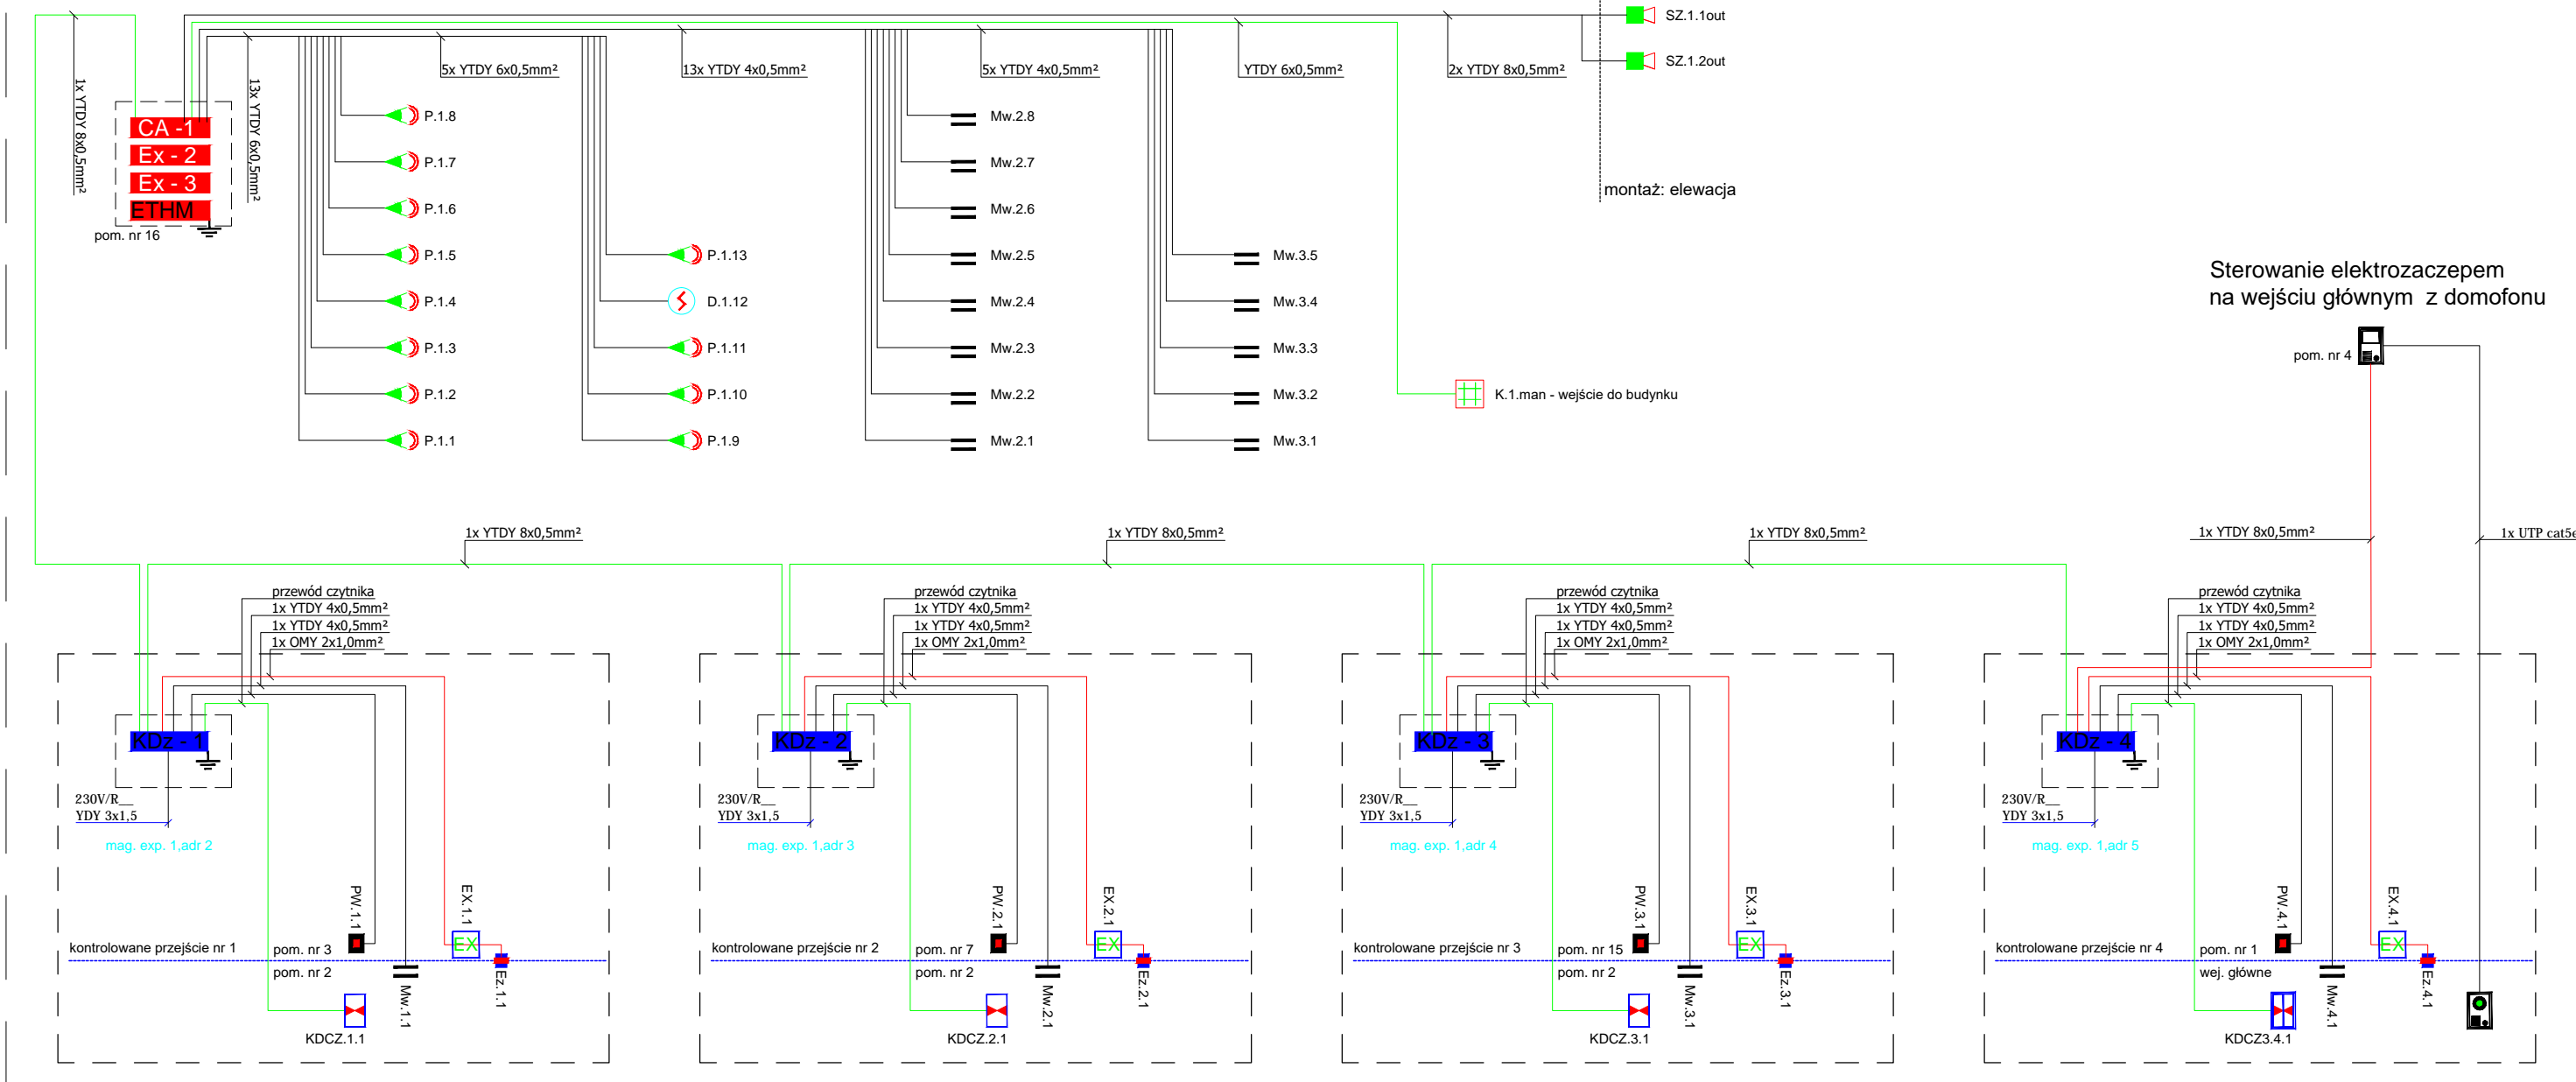 SZ.1.1out
SZ.1.2out
montaż: elewacja
1x YTDY 8x0,5mm²
13x YTDY 6x0,5mm²
5x YTDY 6x0,5mm²
13x YTDY 4x0,5mm²
5x YTDY 4x0,5mm²
YTDY 6x0,5mm²
2x YTDY 8x0,5mm²
CA -1
Ex - 2
Ex - 3
ETHM
pom. nr 16
P.1.8
P.1.7
P.1.6
P.1.5
P.1.4
P.1.3
P.1.2
P.1.1
P.1.13
D.1.12
P.1.11
P.1.10
P.1.9
Mw.2.8
Mw.2.7
Mw.2.6
Mw.2.5
Mw.2.4
Mw.2.3
Mw.2.2
Mw.2.1
Mw.3.5
Mw.3.4
Mw.3.3
Mw.3.2
Mw.3.1
K.1.man - wejście do budynku
Sterowanie elektrozaczepem
na wejściu głównym z domofonu
pom. nr 4
1x YTDY 8x0,5mm²
1x YTDY 8x0,5mm²
1x YTDY 8x0,5mm²
1x YTDY 8x0,5mm²
1x UTP cat5e
przewód czytnika
1x YTDY 4x0,5mm²
1x YTDY 4x0,5mm²
1x OMY 2x1,0mm²
KDz - 1
230V/R__
YDY 3x1,5
mag. exp. 1,adr 2
PW.1.1
EX.1.1
EX
kontrolowane przejście nr 1
pom. nr 3
pom. nr 2
Mw.1.1
Ez.1.1
KDCZ.1.1
przewód czytnika
1x YTDY 4x0,5mm²
1x YTDY 4x0,5mm²
1x OMY 2x1,0mm²
KDz - 2
230V/R__
YDY 3x1,5
mag. exp. 1,adr 3
PW.2.1
EX.2.1
EX
kontrolowane przejście nr 2
pom. nr 7
pom. nr 2
Mw.2.1
Ez.2.1
KDCZ.2.1
przewód czytnika
1x YTDY 4x0,5mm²
1x YTDY 4x0,5mm²
1x OMY 2x1,0mm²
KDz - 3
230V/R__
YDY 3x1,5
mag. exp. 1,adr 4
PW.3.1
EX.3.1
EX
kontrolowane przejście nr 3
pom. nr 15
pom. nr 2
Mw.3.1
Ez.3.1
KDCZ.3.1
przewód czytnika
1x YTDY 4x0,5mm²
1x YTDY 4x0,5mm²
1x OMY 2x1,0mm²
KDz - 4
230V/R__
YDY 3x1,5
mag. exp. 1,adr 5
PW.4.1
EX.4.1
EX
kontrolowane przejście nr 4
pom. nr 1
wej. główne
Mw.4.1
Ez.4.1
KDCZ3.4.1